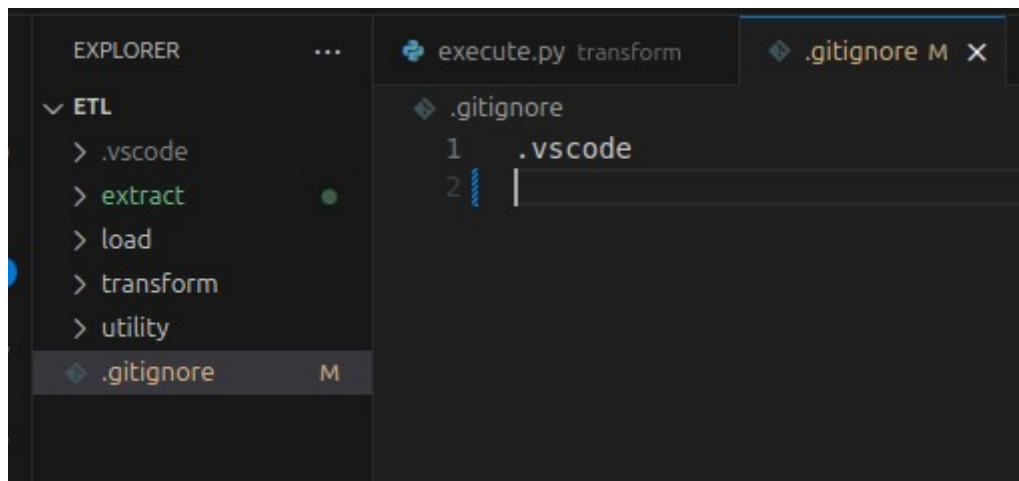 EXPLORER ...
ETL
.vscode
extract
load
transform
utility
.gitignore M
execute.py transform
.gitignore M
.gitignore
1 .vscode
2